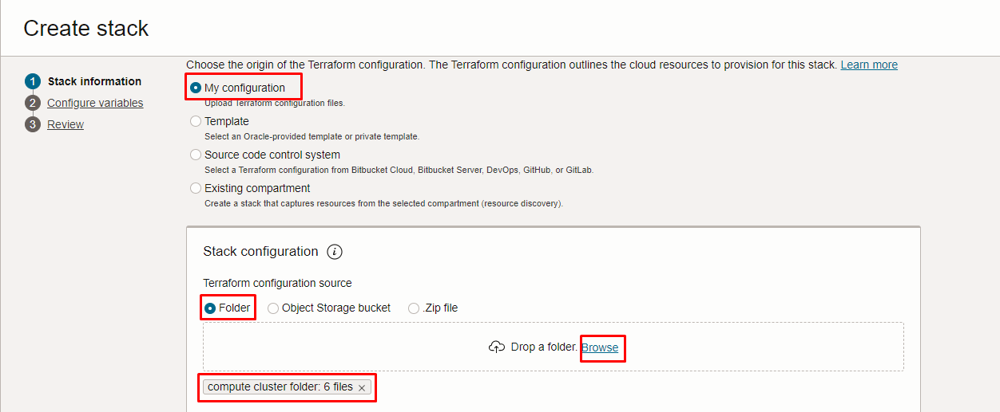 Create stack
1 Stack information
2 Configure variables
3 Review
Choose the origin of the Terraform configuration. The Terraform configuration outlines the cloud resources to provision for this stack. Learn more
My configuration
Upload Terraform configuration files.
Template
Select an Oracle-provided template or private template.
Source code control system
Select a Terraform configuration from Bitbucket Cloud, Bitbucket Server, DevOps, GitHub, or GitLab.
Existing compartment
Create a stack that captures resources from the selected compartment (resource discovery).
Stack configuration i
Terraform configuration source
Folder Object Storage bucket .Zip file
Drop a folder. Browse
compute cluster folder: 6 files ×